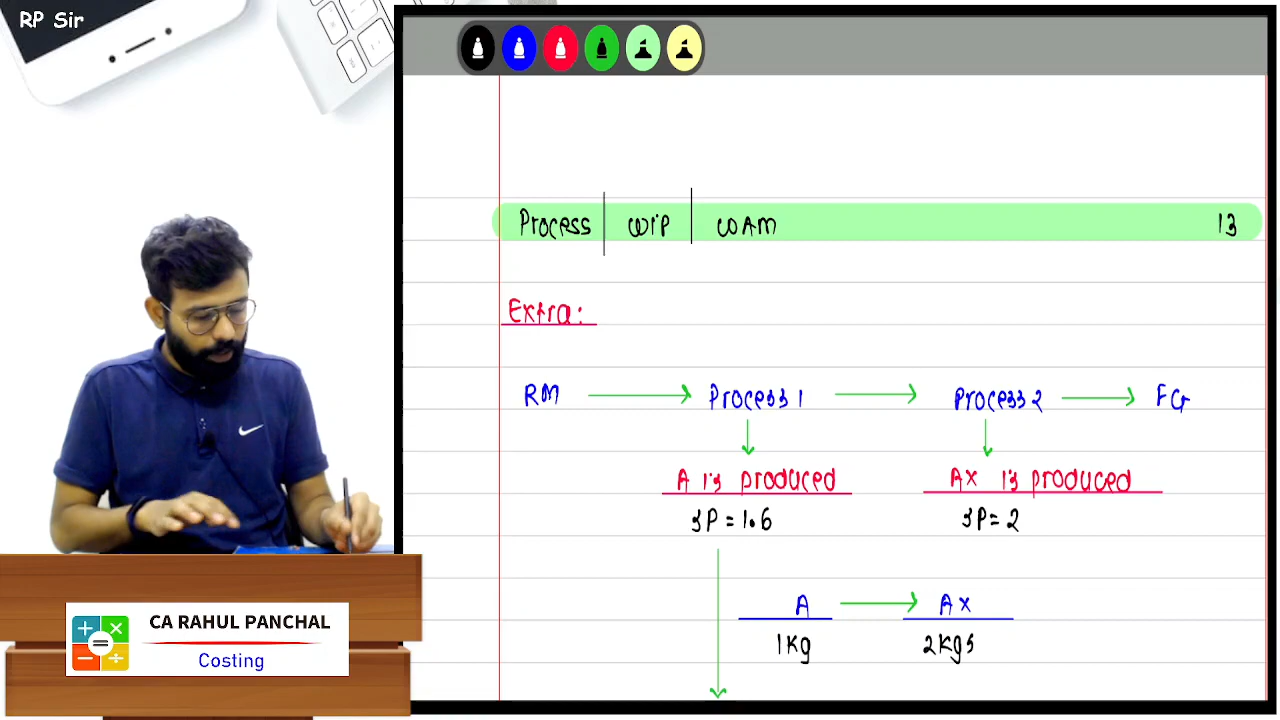 RP Sir
Process WIP WAM 13
Extra:
RM Process 1 Process 2 FG
A is produced Ax is produced
SP = 1.6 SP = 2
A Ax
1Kg 2Kgs
CA RAHUL PANCHAL
Costing